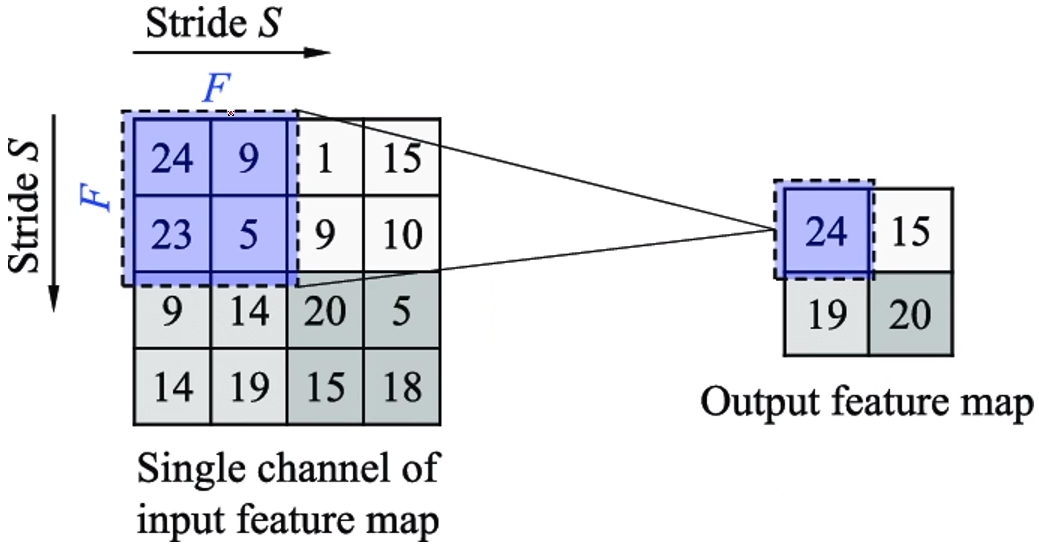 Stride S
F
Stride S
F
24 9 1 15
23 5 9 10
9 14 20 5
14 19 15 18
24 15
19 20
Single channel of
input feature map
Output feature map